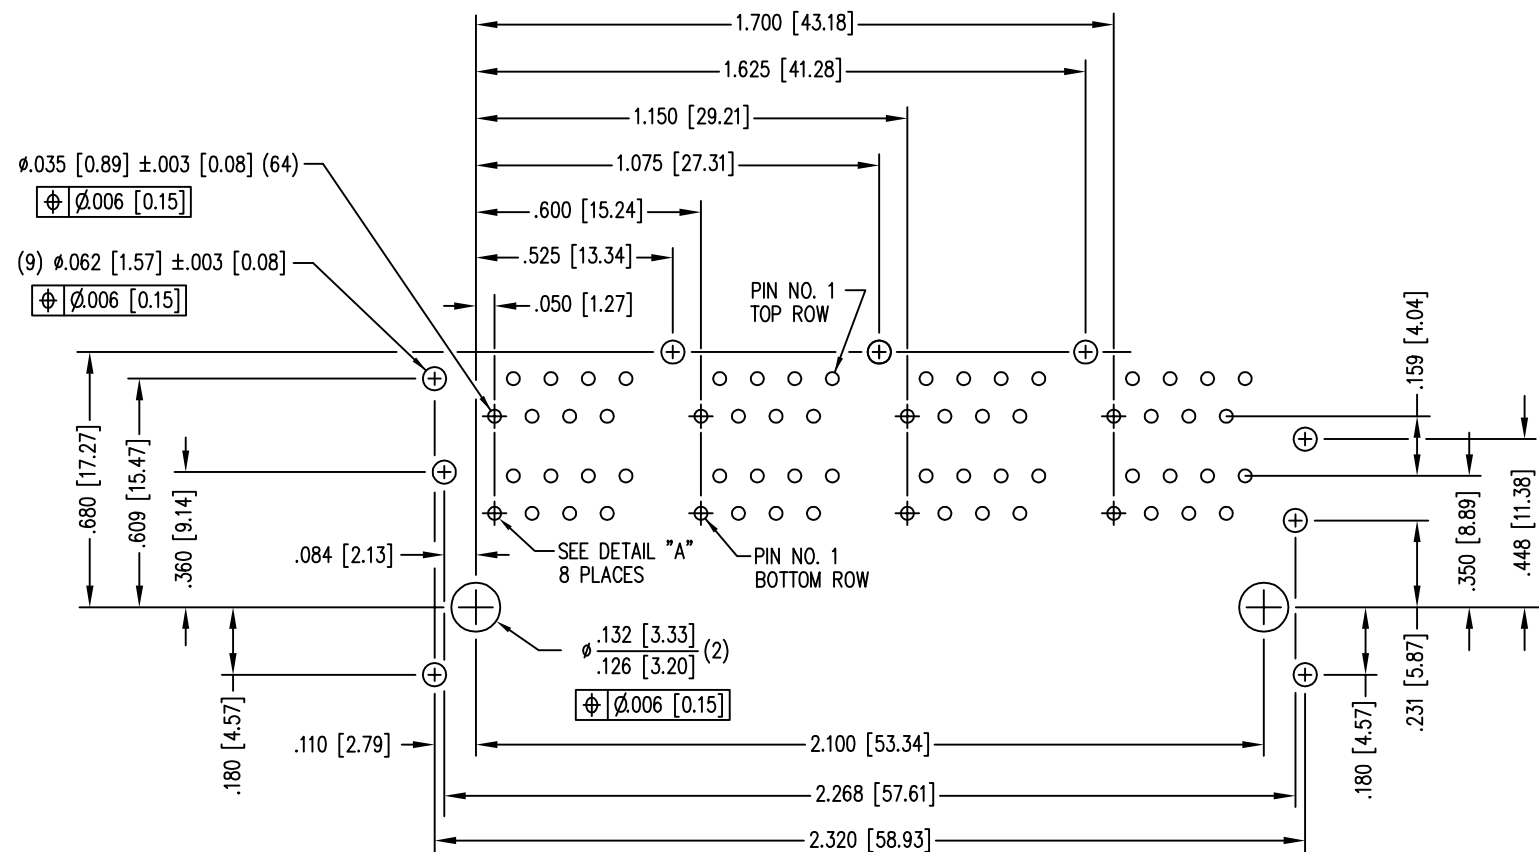 1.700 [43.18]
1.625 [41.28]
1.150 [29.21]
ø.035 [0.89] ±.003 [0.08] (64)
1.075 [27.31]
⌖ Ø.006 [0.15]
.600 [15.24]
(9) ø.062 [1.57] ±.003 [0.08]
.525 [13.34]
⌖ Ø.006 [0.15]
.050 [1.27]
PIN NO. 1
TOP ROW
.159 [4.04]
.680 [17.27]
.609 [15.47]
.360 [9.14]
.448 [11.38]
.350 [8.89]
.084 [2.13]
SEE DETAIL "A"
8 PLACES
PIN NO. 1
BOTTOM ROW
ø .132 [3.33]
.126 [3.20] (2)
⌖ Ø.006 [0.15]
.231 [5.87]
.180 [4.57]
.180 [4.57]
.110 [2.79]
2.100 [53.34]
2.268 [57.61]
2.320 [58.93]